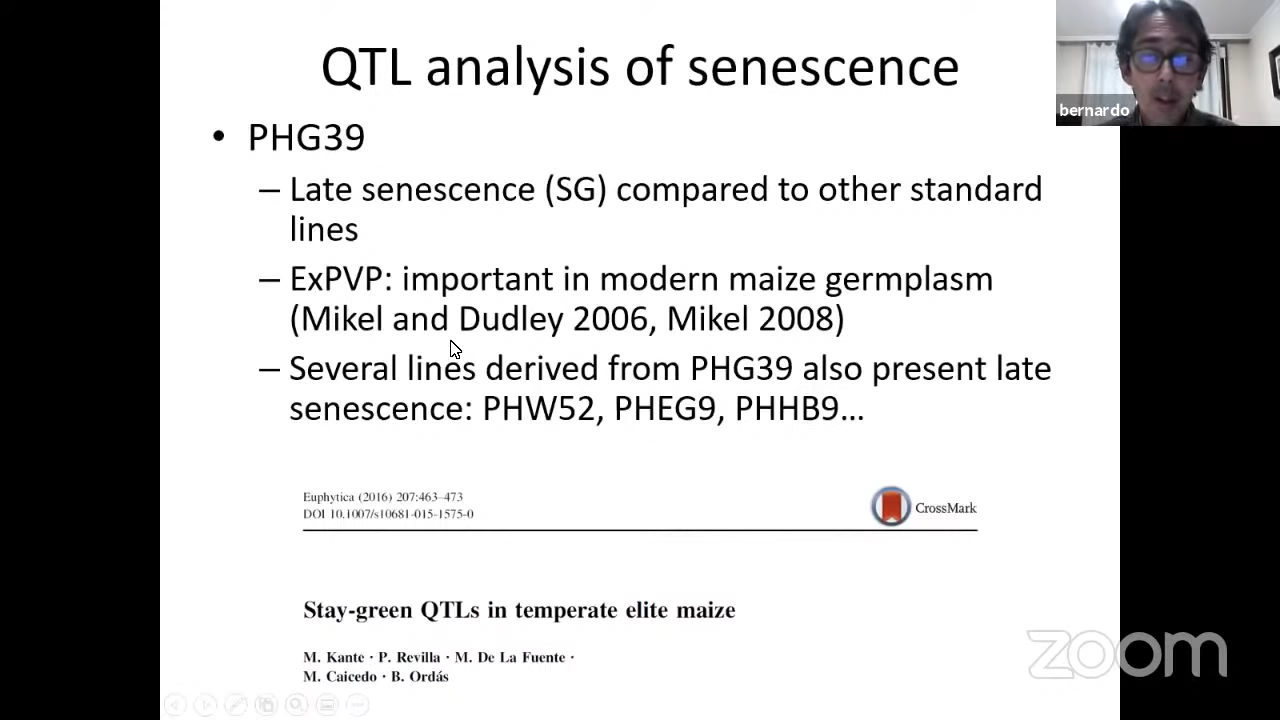 QTL analysis of senescence
bernardo
• PHG39
– Late senescence (SG) compared to other standard
lines
– ExPVP: important in modern maize germplasm
(Mikel and Dudley 2006, Mikel 2008)
– Several lines derived from PHG39 also present late
senescence: PHW52, PHEG9, PHHB9…
Euphytica (2016) 207:463–473
DOI 10.1007/s10681-015-1575-0
CrossMark
Stay-green QTLs in temperate elite maize
M. Kante · P. Revilla · M. De La Fuente ·
M. Caicedo · B. Ordás
zoom